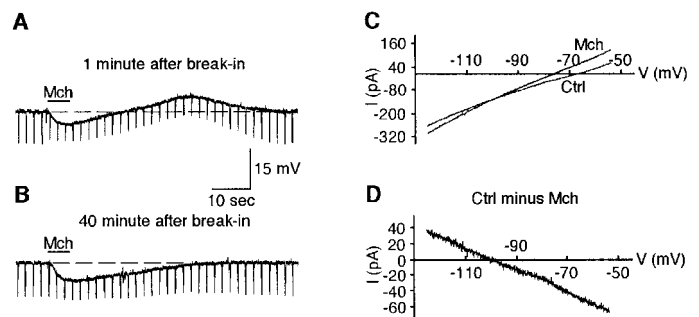 A
1 minute after break-in
Mch
15 mV
10 sec
B
40 minute after break-in
Mch
C
160
40
-80
-200
-320
I (pA)
-110
-90
-70
-50
V (mV)
Mch
Ctrl
D
Ctrl minus Mch
40
20
0
-20
-40
-60
I (pA)
-110
-90
-70
-50
V (mV)